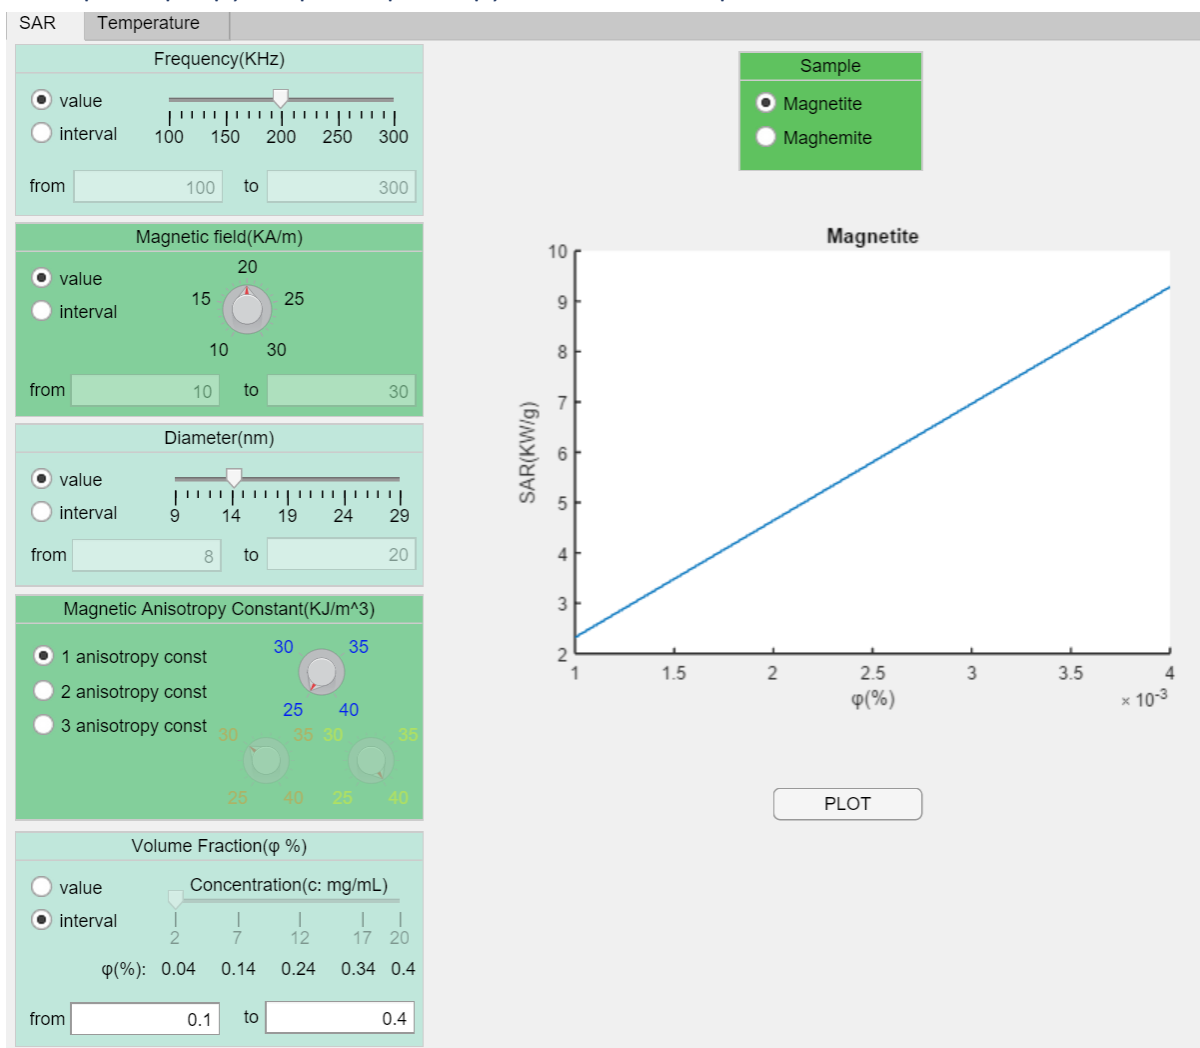 SAR Temperature
Frequency(KHz)
value
interval
100 150 200 250 300
from 100 to 300
Magnetic field(KA/m)
value
interval
10 15 20 25 30
from 10 to 30
Diameter(nm)
value
interval
9 14 19 24 29
from 8 to 20
Magnetic Anisotropy Constant(KJ/m^3)
1 anisotropy const
2 anisotropy const
3 anisotropy const
30 35
25 40
30 35 30 35
25 40 25 40
Volume Fraction(φ %)
value
interval
Concentration(c: mg/mL)
2 7 12 17 20
φ(%): 0.04 0.14 0.24 0.34 0.4
from 0.1 to 0.4
Sample
Magnetite
Maghemite
Magnetite
SAR(KW/g)
10
9
8
7
6
5
4
3
2
1 1.5 2 2.5 3 3.5 4
φ(%)
× 10-3
PLOT